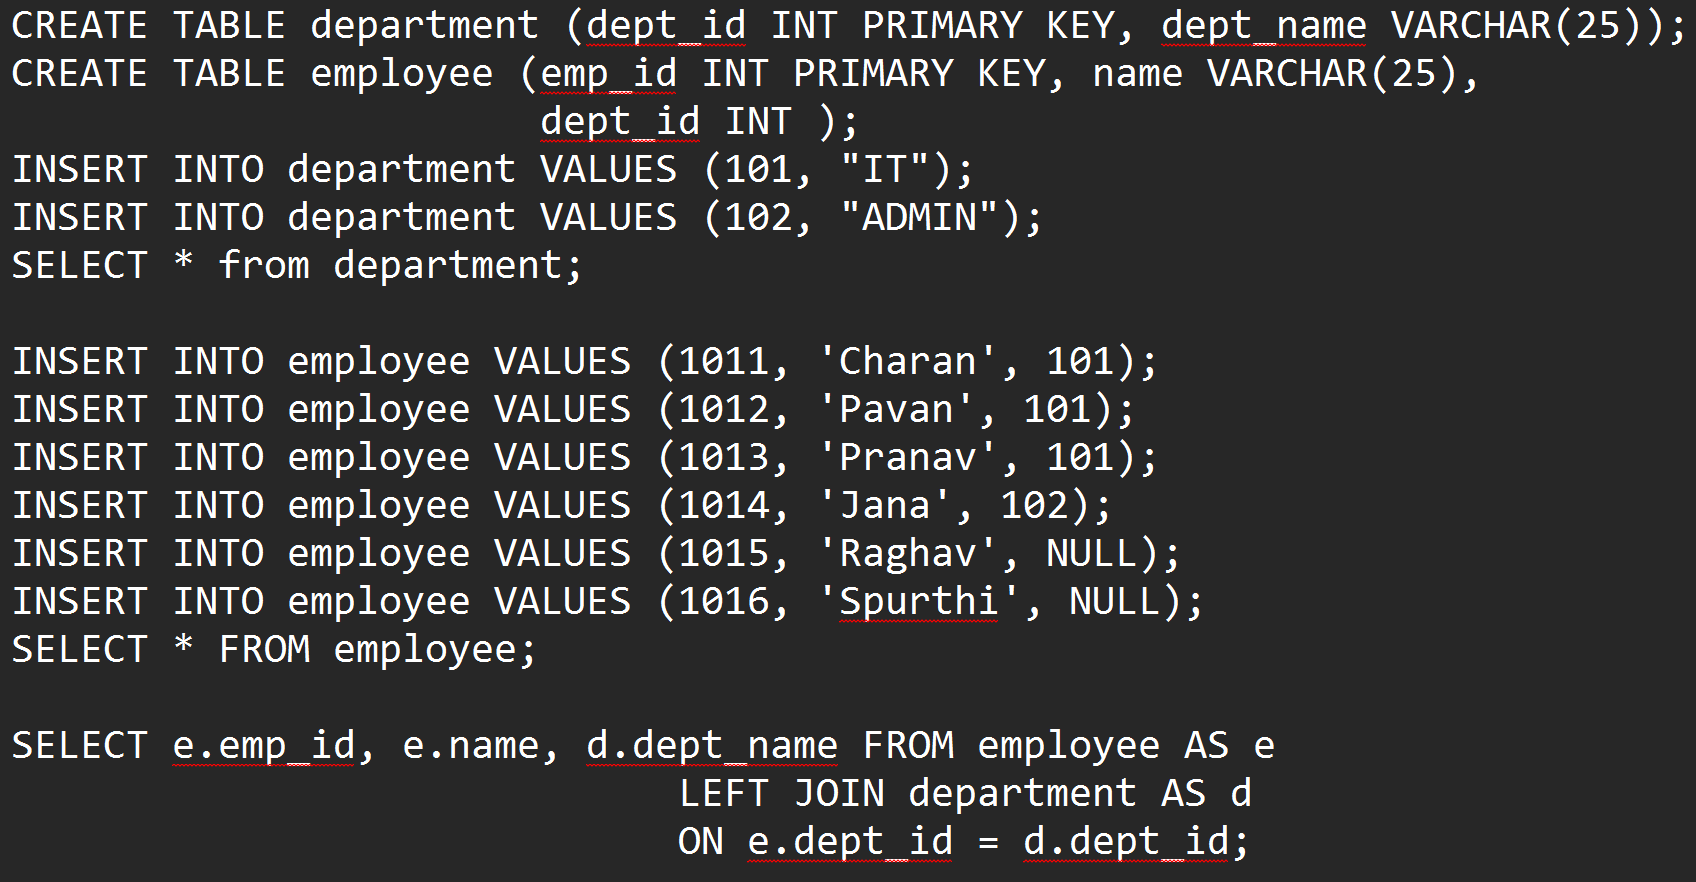 CREATE TABLE department (dept_id INT PRIMARY KEY, dept_name VARCHAR(25));
CREATE TABLE employee (emp_id INT PRIMARY KEY, name VARCHAR(25),
dept_id INT );
INSERT INTO department VALUES (101, "IT");
INSERT INTO department VALUES (102, "ADMIN");
SELECT * from department;
INSERT INTO employee VALUES (1011, 'Charan', 101);
INSERT INTO employee VALUES (1012, 'Pavan', 101);
INSERT INTO employee VALUES (1013, 'Pranav', 101);
INSERT INTO employee VALUES (1014, 'Jana', 102);
INSERT INTO employee VALUES (1015, 'Raghav', NULL);
INSERT INTO employee VALUES (1016, 'Spurthi', NULL);
SELECT * FROM employee;
SELECT e.emp_id, e.name, d.dept_name FROM employee AS e
LEFT JOIN department AS d
ON e.dept_id = d.dept_id;